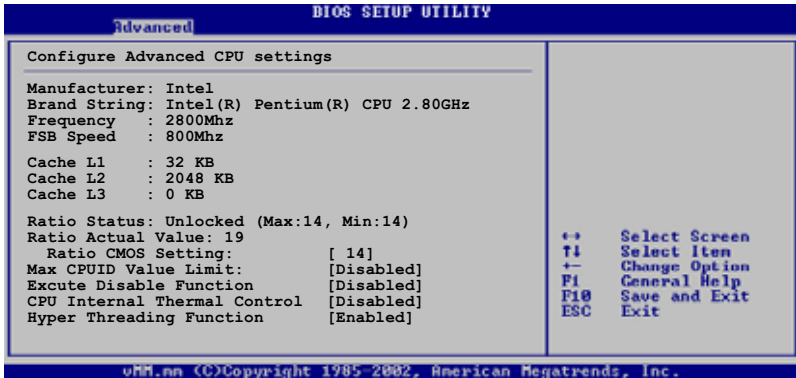 BIOS SETUP UTILITY
Advanced
Configure Advanced CPU settings
Manufacturer: Intel
Brand String: Intel(R) Pentium(R) CPU 2.80GHz
Frequency : 2800Mhz
FSB Speed : 800Mhz
Cache L1 : 32 KB
Cache L2 : 2048 KB
Cache L3 : 0 KB
Ratio Status: Unlocked (Max:14, Min:14)
Ratio Actual Value: 19
Ratio CMOS Setting: [ 14]
Max CPUID Value Limit: [Disabled]
Excute Disable Function [Disabled]
CPU Internal Thermal Control [Disabled]
Hyper Threading Function [Enabled]
↔ Select Screen
↑↓ Select Item
+- Change Option
F1 General Help
F10 Save and Exit
ESC Exit
vMM.mm (C)Copyright 1985-2002, American Megatrends, Inc.